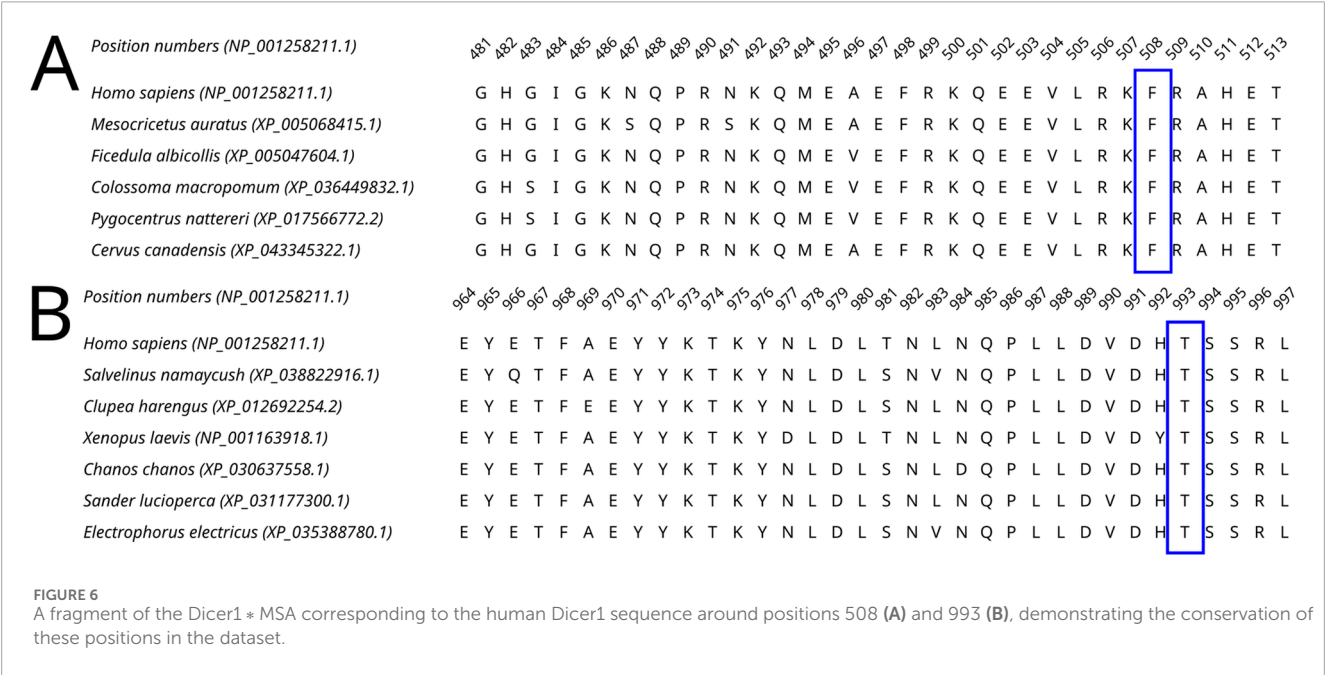 A
Position numbers (NP_001258211.1) 481 482 483 484 485 486 487 488 489 490 491 492 493 494 495 496 497 498 499 500 501 502 503 504 505 506 507 508 509 510 511 512 513
Homo sapiens (NP_001258211.1) G H G I G K N Q P R N K Q M E A E F R K Q E E V L R K F R A H E T
Mesocricetus auratus (XP_005068415.1) G H G I G K S Q P R S K Q M E A E F R K Q E E V L R K F R A H E T
Ficedula albicollis (XP_005047604.1) G H G I G K N Q P R N K Q M E V E F R K Q E E V L R K F R A H E T
Colossoma macropomum (XP_036449832.1) G H S I G K N Q P R N K Q M E V E F R K Q E E V L R K F R A H E T
Pygocentrus nattereri (XP_017566772.2) G H S I G K N Q P R N K Q M E V E F R K Q E E V L R K F R A H E T
Cervus canadensis (XP_043345322.1) G H G I G K N Q P R N K Q M E A E F R K Q E E V L R K F R A H E T
B
Position numbers (NP_001258211.1) 964 965 966 967 968 969 970 971 972 973 974 975 976 977 978 979 980 981 982 983 984 985 986 987 988 989 990 991 992 993 994 995 996 997
Homo sapiens (NP_001258211.1) E Y E T F A E Y Y K T K Y N L D L T N L N Q P L L D V D H T S S R L
Salvelinus namaycush (XP_038822916.1) E Y Q T F A E Y Y K T K Y N L D L S N V N Q P L L D V D H T S S R L
Clupea harengus (XP_012692254.2) E Y E T F E E Y Y K T K Y N L D L S N L N Q P L L D V D H T S S R L
Xenopus laevis (NP_001163918.1) E Y E T F A E Y Y K T K Y D L D L T N L N Q P L L D V D Y T S S R L
Chanos chanos (XP_030637558.1) E Y E T F A E Y Y K T K Y N L D L S N L D Q P L L D V D H T S S R L
Sander lucioperca (XP_031177300.1) E Y E T F A E Y Y K T K Y N L D L S N L N Q P L L D V D H T S S R L
Electrophorus electricus (XP_035388780.1) E Y E T F A E Y Y K T K Y N L D L S N V N Q P L L D V D H T S S R L
FIGURE 6
A fragment of the Dicer1 * MSA corresponding to the human Dicer1 sequence around positions 508 (A) and 993 (B), demonstrating the conservation of
these positions in the dataset.